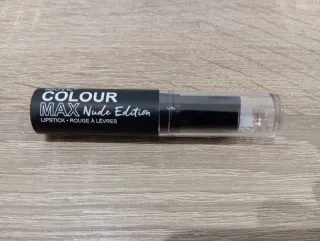 COLOUR
MAX Nude Edition
LIPSTICK • ROUGE À LÈVRES